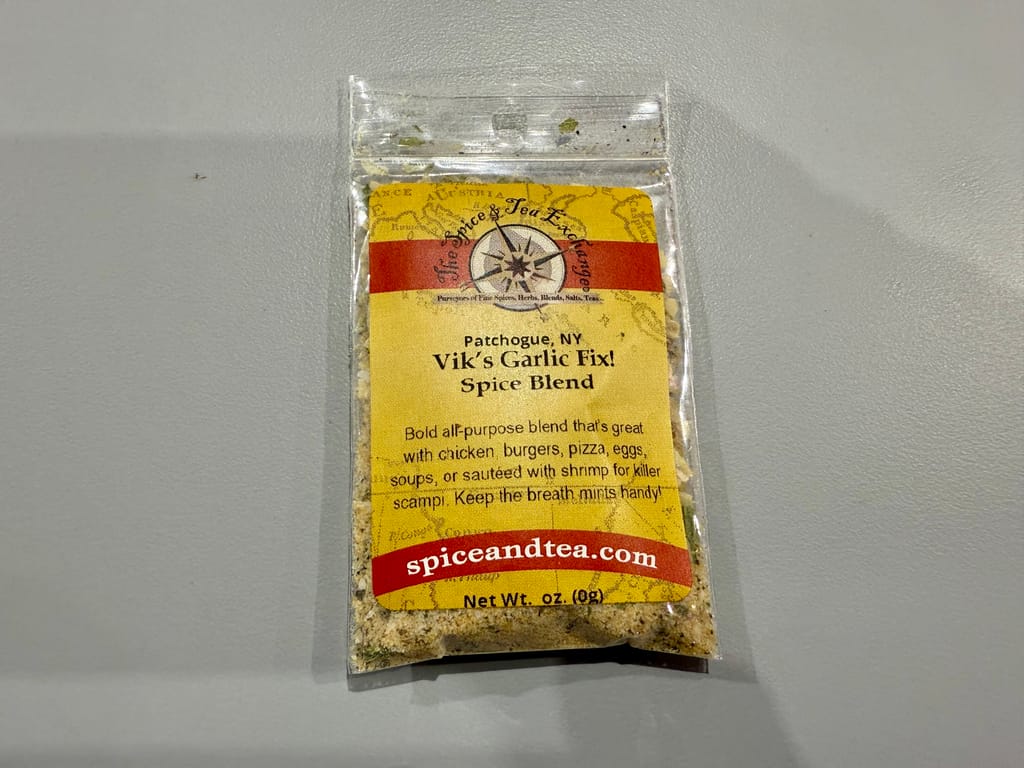 ANCE AUSTRIA
The Spice & Tea Exchange
Purveyors of Fine Spices, Herbs, Blends, Salts, Teas...
Patchogue, NY
Vik's Garlic Fix!
Spice Blend
Bold all-purpose blend that's great
with chicken, burgers, pizza, eggs,
soups, or sautéed with shrimp for killer
scampi. Keep the breath mints handy!
spiceandtea.com
Net Wt. oz. (0g)